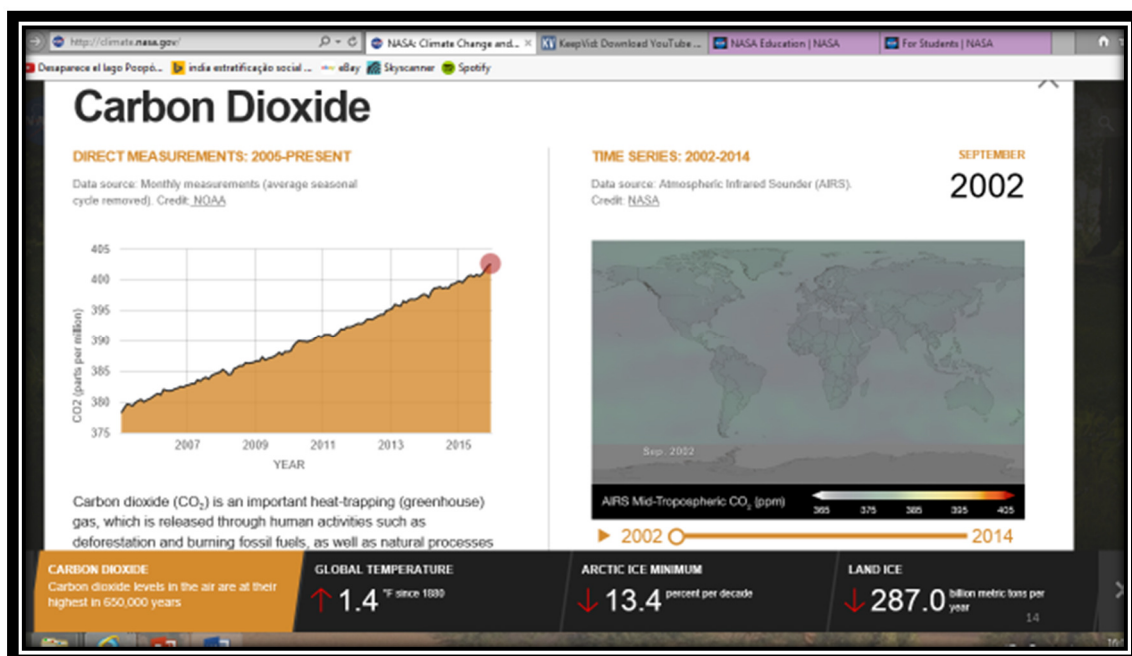 http://climate.nasa.gov/
NASA: Climate Change and...
KeepVid: Download YouTube ...
NASA Education | NASA
For Students | NASA
Desaparece el lago Poopó...
india estratificação social ...
eBay
Skyscanner
Spotify
Carbon Dioxide
DIRECT MEASUREMENTS: 2005-PRESENT
Data source: Monthly measurements (average seasonal
cycle removed). Credit: NOAA
405
400
395
390
385
380
375
CO2 (parts per million)
2007 2009 2011 2013 2015
YEAR
Carbon dioxide (CO₂) is an important heat-trapping (greenhouse)
gas, which is released through human activities such as
deforestation and burning fossil fuels, as well as natural processes
TIME SERIES: 2002-2014
Data source: Atmospheric Infrared Sounder (AIRS).
Credit: NASA
SEPTEMBER
2002
Sep. 2002
AIRS Mid-Tropospheric CO₂ (ppm)
365 375 385 395 405
2002 2014
CARBON DIOXIDE
Carbon dioxide levels in the air are at their
highest in 650,000 years
GLOBAL TEMPERATURE
1.4 °F since 1880
ARCTIC ICE MINIMUM
13.4 percent per decade
LAND ICE
287.0 billion metric tons per
year
14